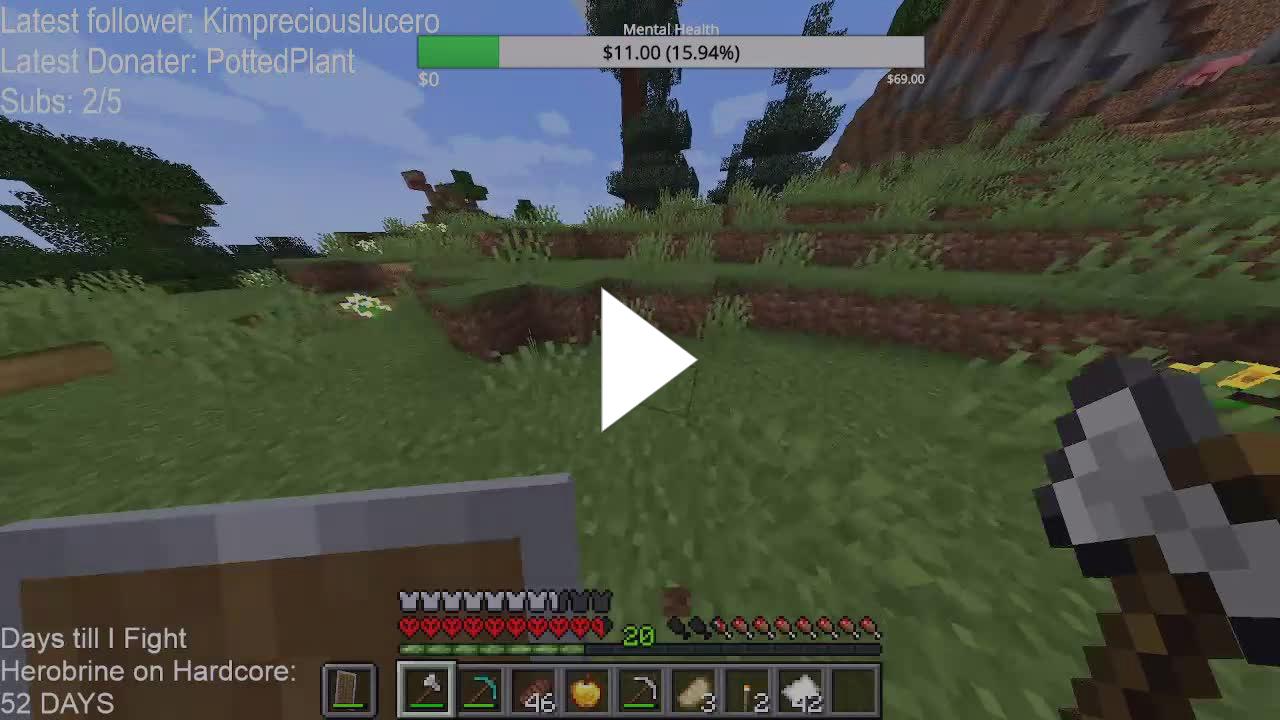 Latest follower: Kimpreciouslucero
Latest Donater: PottedPlant
Subs: 2/5
Mental Health
$11.00 (15.94%)
$0
$69.00
Days till I Fight
Herobrine on Hardcore:
52 DAYS
20
46
3
2
42